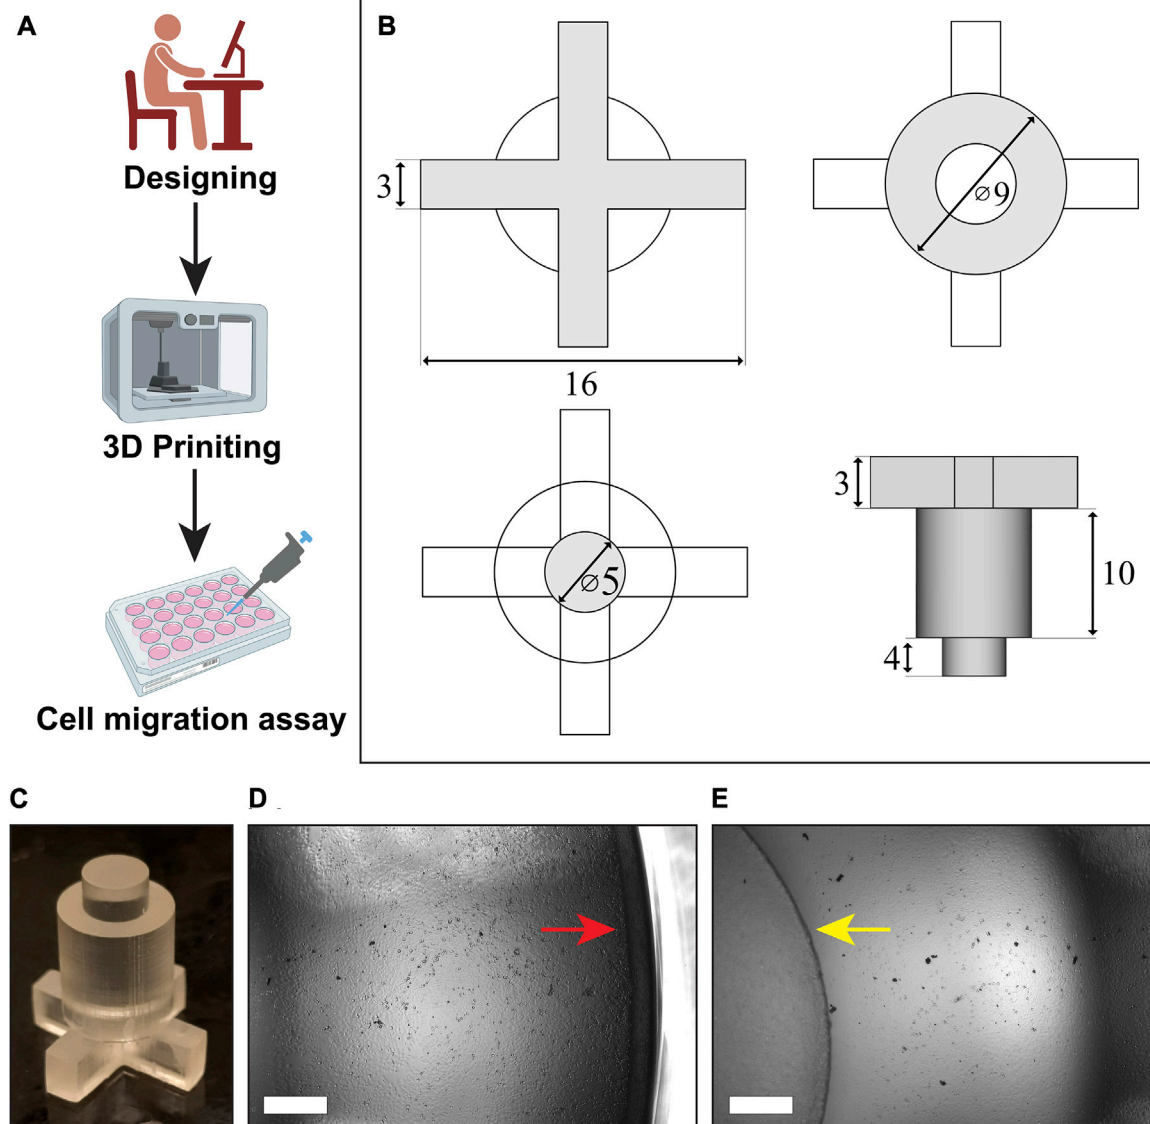 A
Designing
3D Priniting
Cell migration assay
B
3
16
⌀9
⌀5
3
10
4
C
D
E